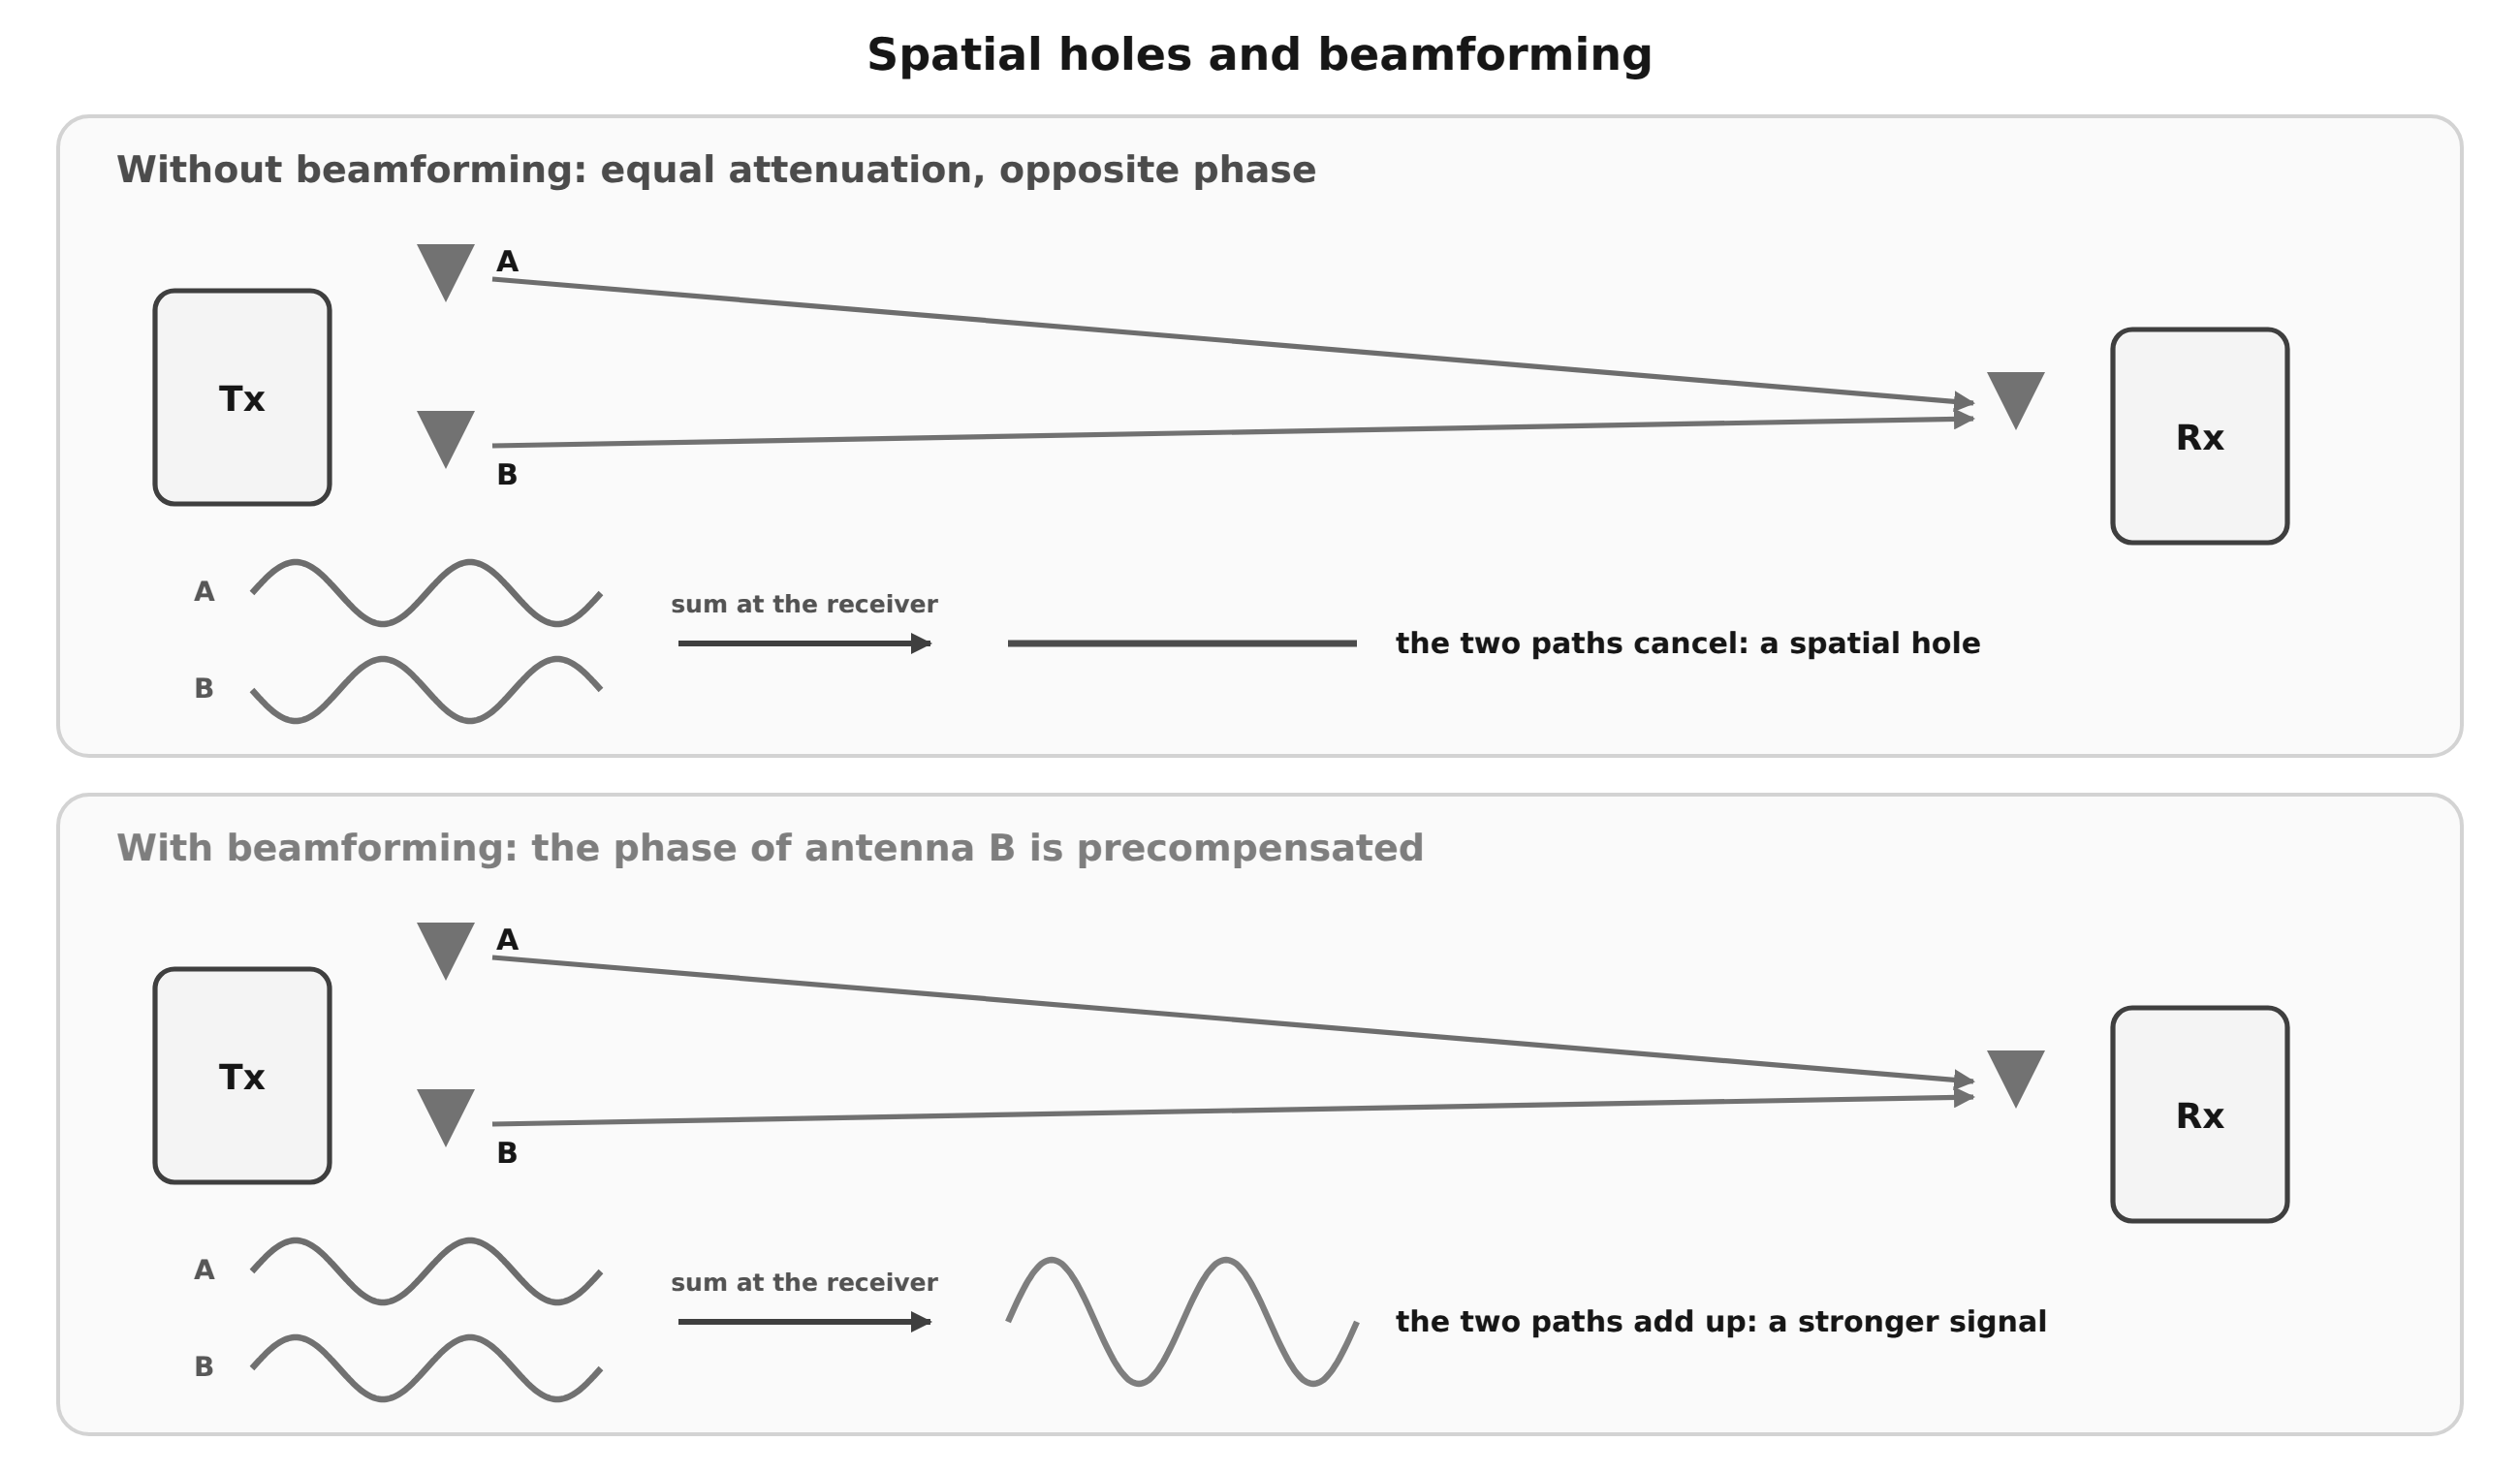 Spatial holes and beamforming
Without beamforming: equal attenuation, opposite phase
A
Tx
Rx
B
A
sum at the receiver
the two paths cancel: a spatial hole
B
With beamforming: the phase of antenna B is precompensated
A
Tx
Rx
B
A
sum at the receiver
the two paths add up: a stronger signal
B